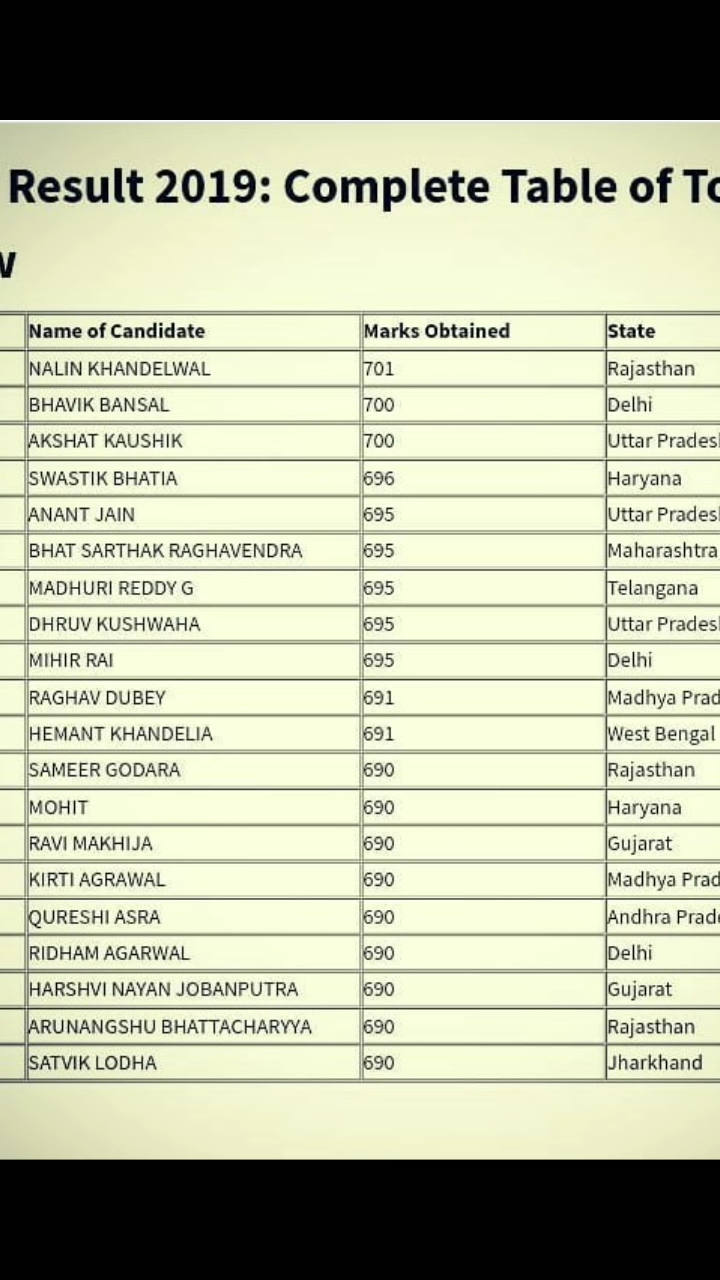 Result 2019: Complete Table of To
w
Name of Candidate Marks Obtained State
NALIN KHANDELWAL 701 Rajasthan
BHAVIK BANSAL 700 Delhi
AKSHAT KAUSHIK 700 Uttar Prades
SWASTIK BHATIA 696 Haryana
ANANT JAIN 695 Uttar Prades
BHAT SARTHAK RAGHAVENDRA 695 Maharashtra
MADHURI REDDY G 695 Telangana
DHRUV KUSHWAHA 695 Uttar Prades
MIHIR RAI 695 Delhi
RAGHAV DUBEY 691 Madhya Prad
HEMANT KHANDELIA 691 West Bengal
SAMEER GODARA 690 Rajasthan
MOHIT 690 Haryana
RAVI MAKHIJA 690 Gujarat
KIRTI AGRAWAL 690 Madhya Prad
QURESHI ASRA 690 Andhra Prad
RIDHAM AGARWAL 690 Delhi
HARSHVI NAYAN JOBANPUTRA 690 Gujarat
ARUNANGSHU BHATTACHARYYA 690 Rajasthan
SATVIK LODHA 690 Jharkhand